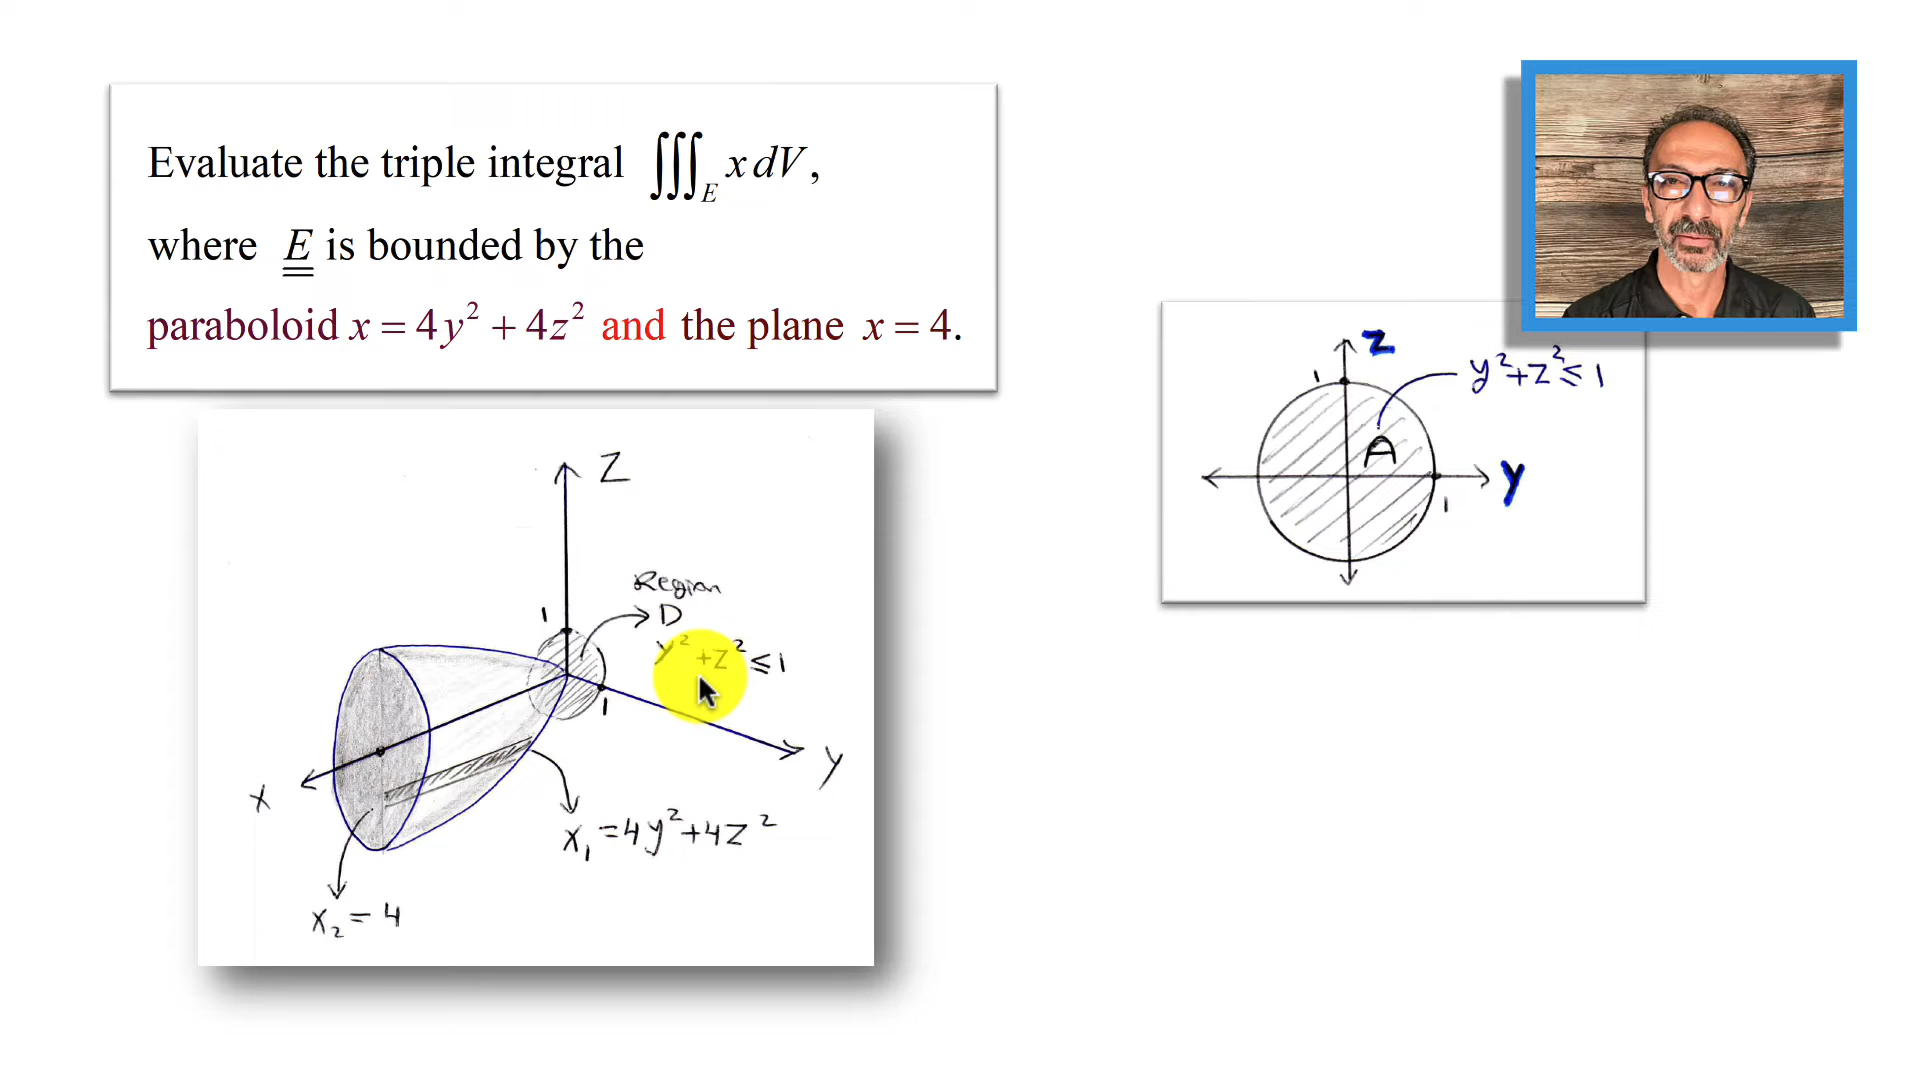 Evaluate the triple integral ∭_E x dV,
where E is bounded by the
paraboloid x = 4y² + 4z² and the plane x = 4.
Z
Region
D
y² + z² ≤ 1
1
1
x
y
x₁ = 4y² + 4z²
x₂ = 4
z
1
y² + z² ≤ 1
A
y
1